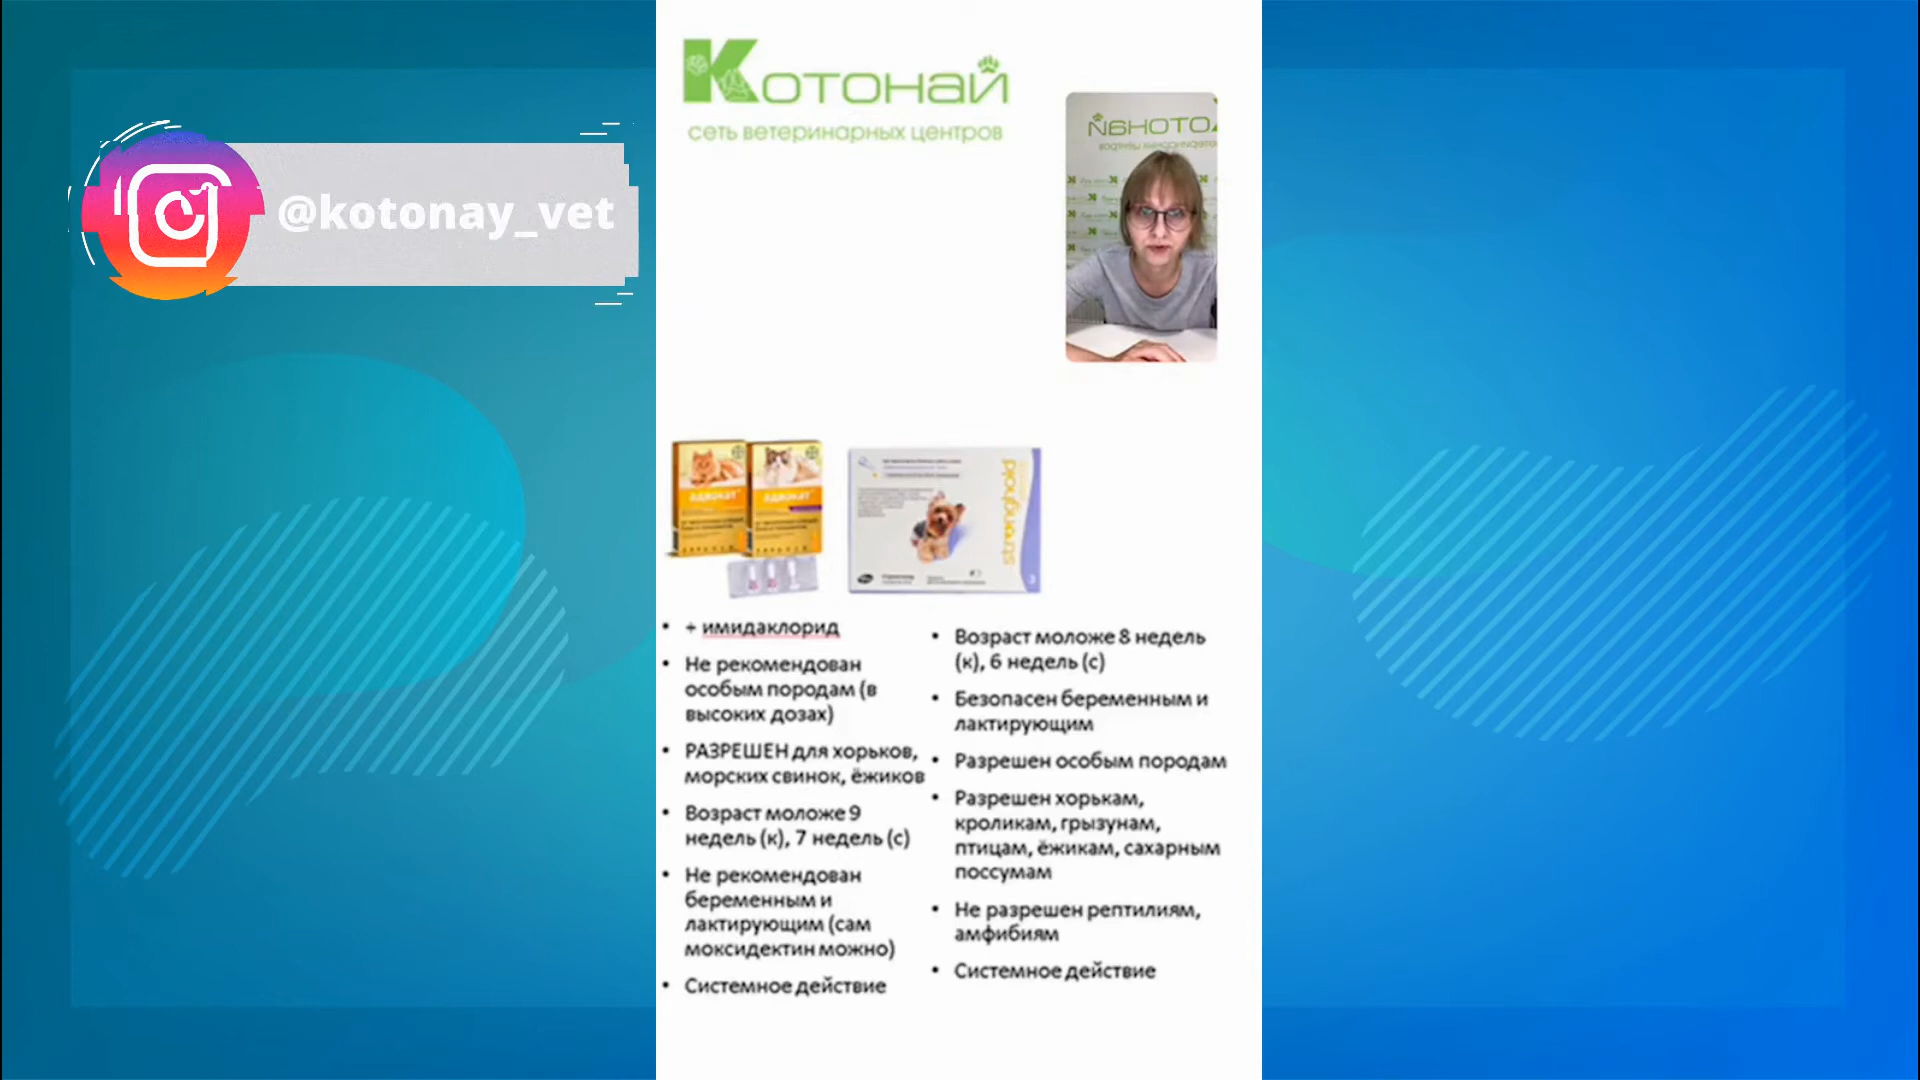 Котонай
сеть ветеринарных центров
@kotonay_vet
адвокат
адвокат
stronghold
• + имидаклорид
• Не рекомендован
особым породам (в
высоких дозах)
• РАЗРЕШЕН для хорьков,
морских свинок, ёжиков
• Возраст моложе 9
недель (к), 7 недель (с)
• Не рекомендован
беременным и
лактирующим (сам
моксидектин можно)
• Системное действие
• Возраст моложе 8 недель
(к), 6 недель (с)
• Безопасен беременным и
лактирующим
• Разрешен особым породам
• Разрешен хорькам,
кроликам, грызунам,
птицам, ёжикам, сахарным
поссумам
• Не разрешен рептилиям,
амфибиям
• Системное действие